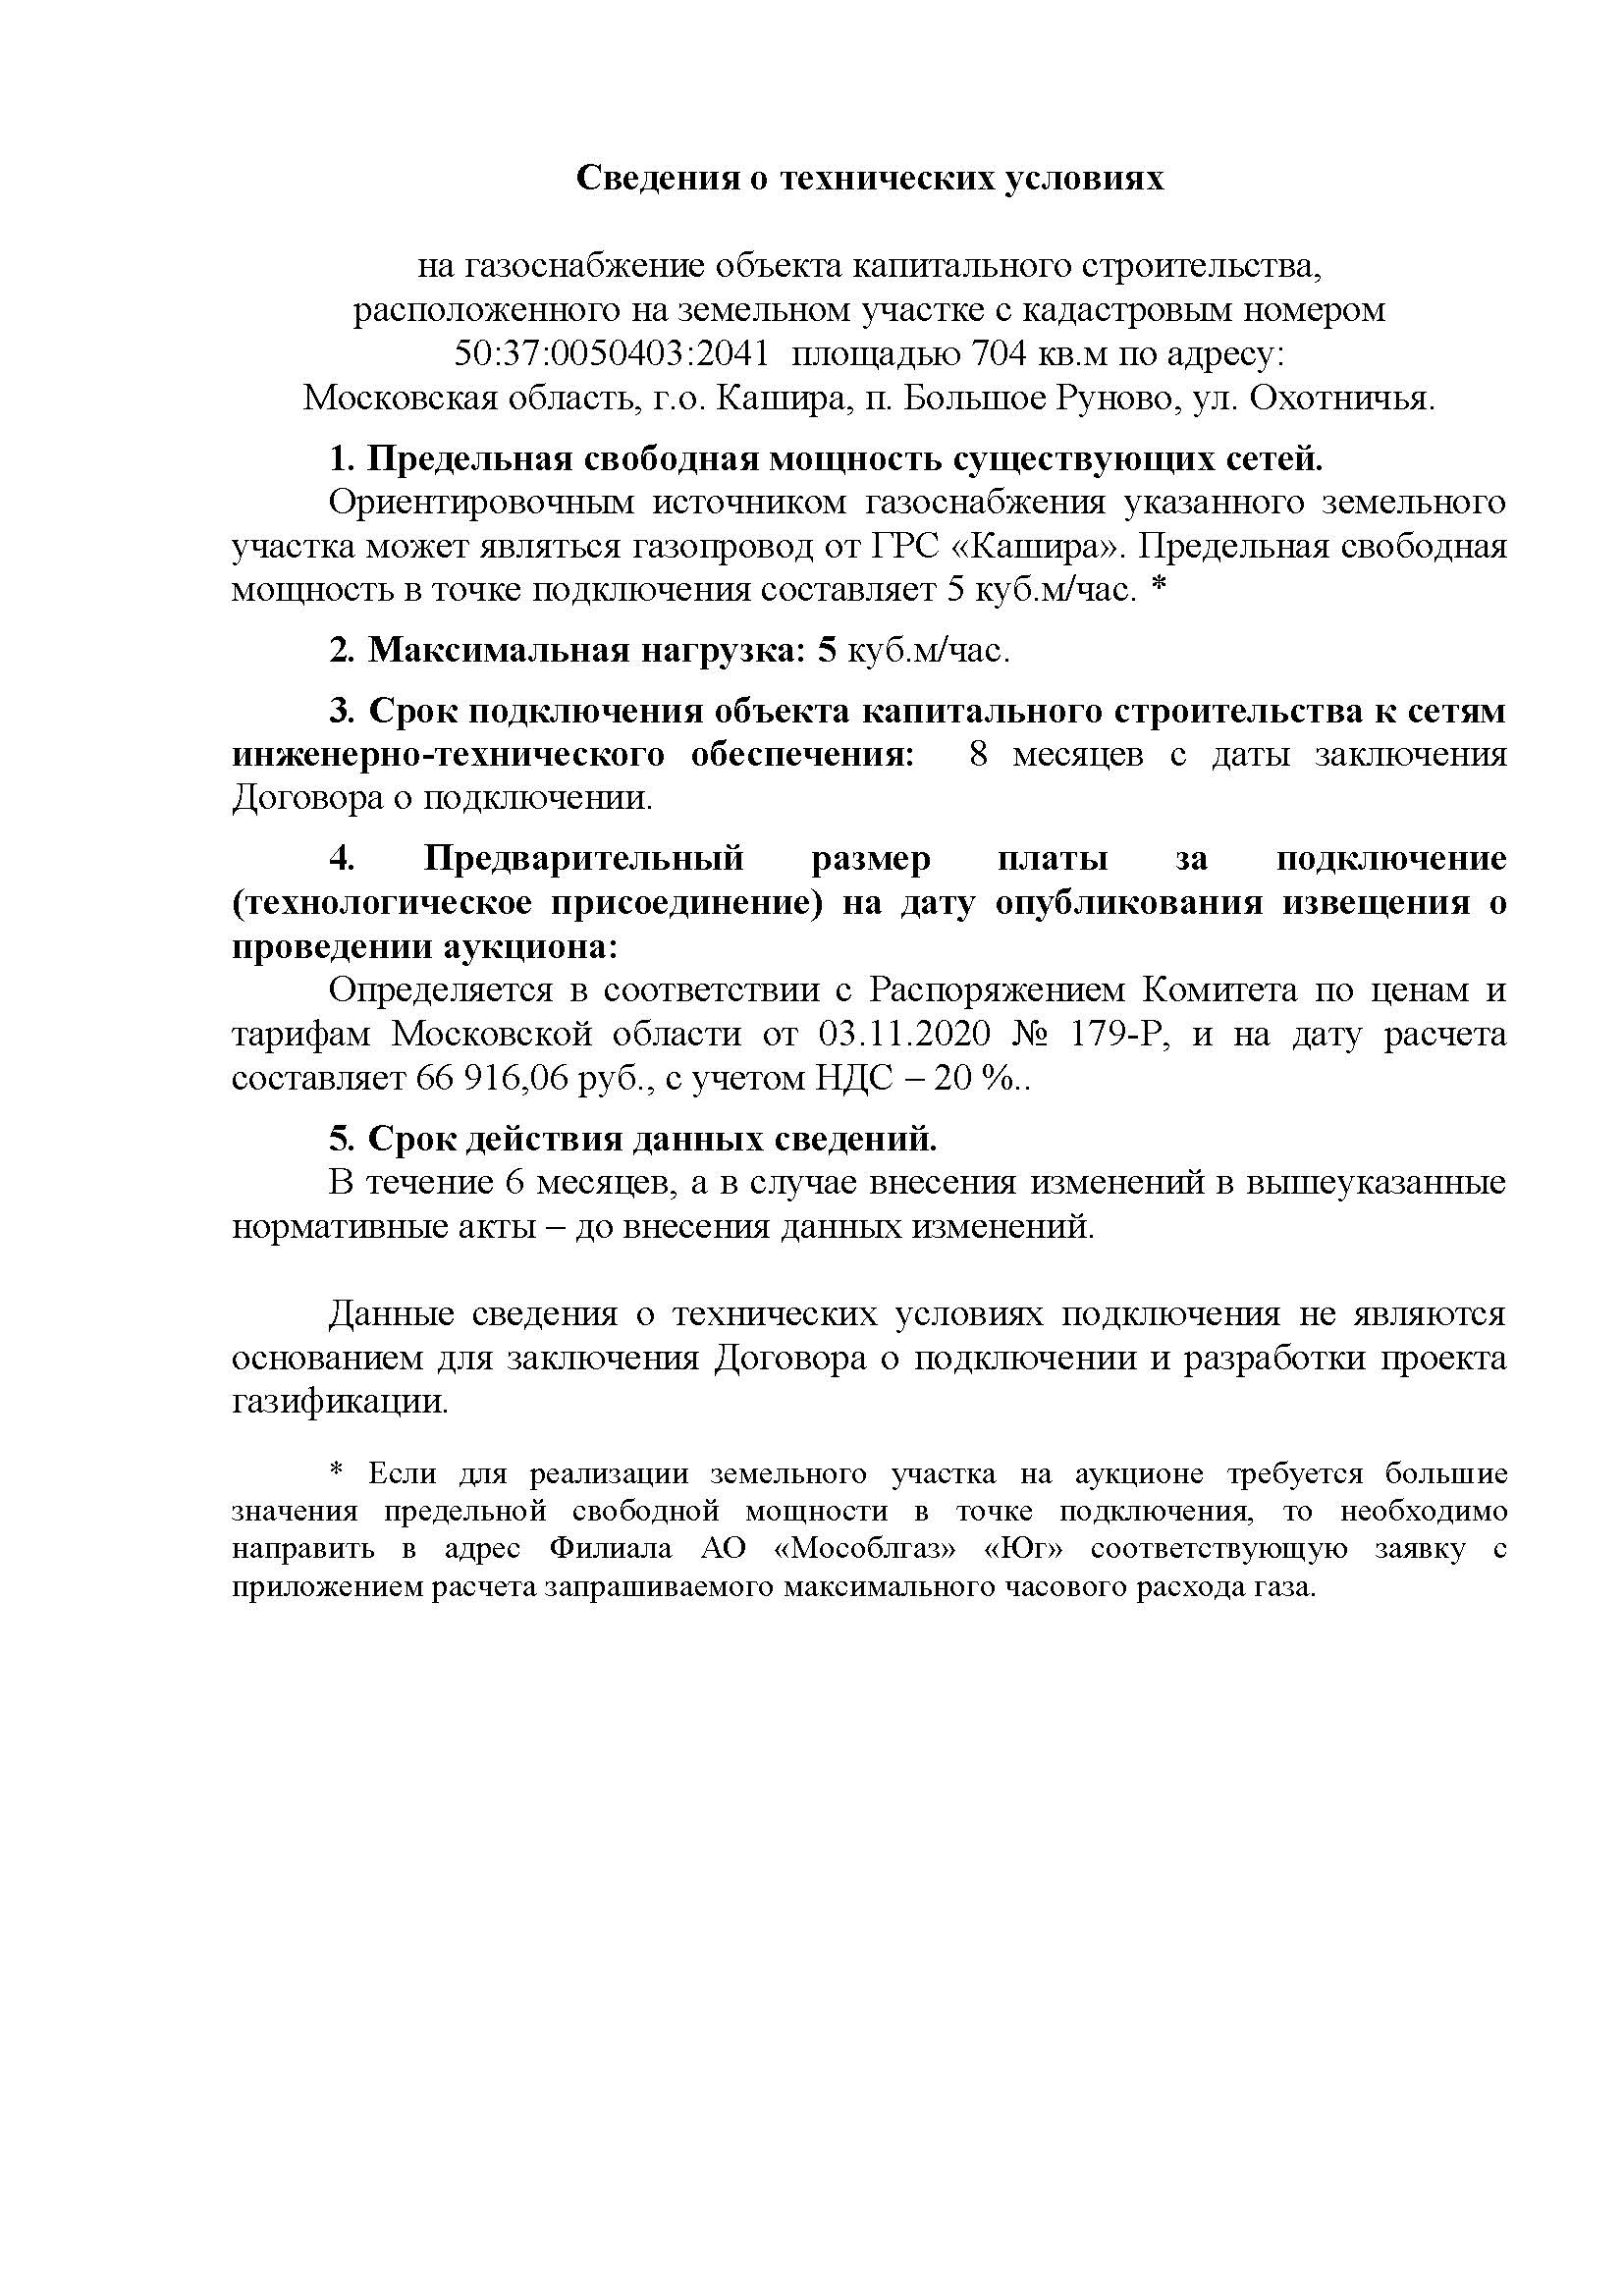 Сведения о технических условиях
на газоснабжение объекта капитального строительства,
расположенного на земельном участке с кадастровым номером
50:37:0050403:2041 площадью 704 кв.м по адресу:
Московская область, г.о. Кашира, п. Большое Руново, ул. Охотничья.
1. Предельная свободная мощность существующих сетей.
Ориентировочным источником газоснабжения указанного земельного
участка может являться газопровод от ГРС «Кашира». Предельная свободная
мощность в точке подключения составляет 5 куб.м/час. *
2. Максимальная нагрузка: 5 куб.м/час.
3. Срок подключения объекта капитального строительства к сетям
инженерно-технического обеспечения: 8 месяцев с даты заключения
Договора о подключении.
4. Предварительный размер платы за подключение
(технологическое присоединение) на дату опубликования извещения о
проведении аукциона:
Определяется в соответствии с Распоряжением Комитета по ценам и
тарифам Московской области от 03.11.2020 № 179-Р, и на дату расчета
составляет 66 916,06 руб., с учетом НДС – 20 %..
5. Срок действия данных сведений.
В течение 6 месяцев, а в случае внесения изменений в вышеуказанные
нормативные акты – до внесения данных изменений.
Данные сведения о технических условиях подключения не являются
основанием для заключения Договора о подключении и разработки проекта
газификации.
* Если для реализации земельного участка на аукционе требуется большие
значения предельной свободной мощности в точке подключения, то необходимо
направить в адрес Филиала АО «Мособлгаз» «Юг» соответствующую заявку с
приложением расчета запрашиваемого максимального часового расхода газа.